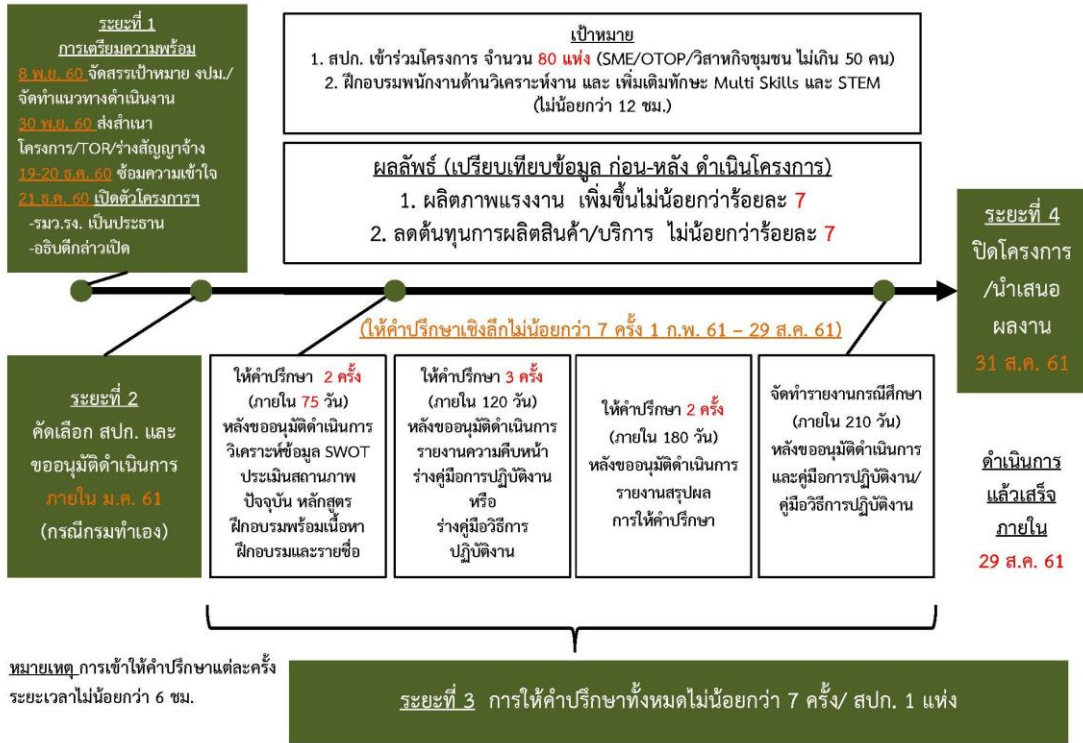 ระยะที่ 1
การเตรียมความพร้อม
8 พ.ย. 60 จัดสรรเป้าหมาย งปม./
จัดทำแนวทางดำเนินงาน
30 พ.ย. 60 ส่งสำเนา
โครงการ/TOR/ร่างสัญญาจ้าง
19-20 ธ.ค. 60 ซ้อมความเข้าใจ
21 ธ.ค. 60 เปิดตัวโครงการฯ
-รมว.รง. เป็นประธาน
-อธิบดีกล่าวเปิด
เป้าหมาย
1. สปก. เข้าร่วมโครงการ จำนวน 80 แห่ง (SME/OTOP/วิสาหกิจชุมชน ไม่เกิน 50 คน)
2. ฝึกอบรมพนักงานด้านวิเคราะห์งาน และ เพิ่มเติมทักษะ Multi Skills และ STEM
(ไม่น้อยกว่า 12 ชม.)
ผลลัพธ์ (เปรียบเทียบข้อมูล ก่อน-หลัง ดำเนินโครงการ)
1. ผลิตภาพแรงงาน เพิ่มขึ้นไม่น้อยกว่าร้อยละ 7
2. ลดต้นทุนการผลิตสินค้า/บริการ ไม่น้อยกว่าร้อยละ 7
ระยะที่ 4
ปิดโครงการ
/นำเสนอ
ผลงาน
31 ส.ค. 61
(ให้คำปรึกษาเชิงลึกไม่น้อยกว่า 7 ครั้ง 1 ก.พ. 61 – 29 ส.ค. 61)
ระยะที่ 2
คัดเลือก สปก. และ
ขออนุมัติดำเนินการ
ภายใน ม.ค. 61
(กรณีกรมทำเอง)
ให้คำปรึกษา 2 ครั้ง
(ภายใน 75 วัน)
หลังขออนุมัติดำเนินการ
วิเคราะห์ข้อมูล SWOT
ประเมินสถานภาพ
ปัจจุบัน หลักสูตร
ฝึกอบรมพร้อมเนื้อหา
ฝึกอบรมและรายชื่อ
ให้คำปรึกษา 3 ครั้ง
(ภายใน 120 วัน)
หลังขออนุมัติดำเนินการ
รายงานความคืบหน้า
ร่างคู่มือการปฏิบัติงาน
หรือ
ร่างคู่มือวิธีการ
ปฏิบัติงาน
ให้คำปรึกษา 2 ครั้ง
(ภายใน 180 วัน)
หลังขออนุมัติดำเนินการ
รายงานสรุปผล
การให้คำปรึกษา
จัดทำรายงานกรณีศึกษา
(ภายใน 210 วัน)
หลังขออนุมัติดำเนินการ
และคู่มือการปฏิบัติงาน/
คู่มือวิธีการปฏิบัติงาน
ดำเนินการ
แล้วเสร็จ
ภายใน
29 ส.ค. 61
หมายเหตุ การเข้าให้คำปรึกษาแต่ละครั้ง
ระยะเวลาไม่น้อยกว่า 6 ชม.
ระยะที่ 3 การให้คำปรึกษาทั้งหมดไม่น้อยกว่า 7 ครั้ง/ สปก. 1 แห่ง